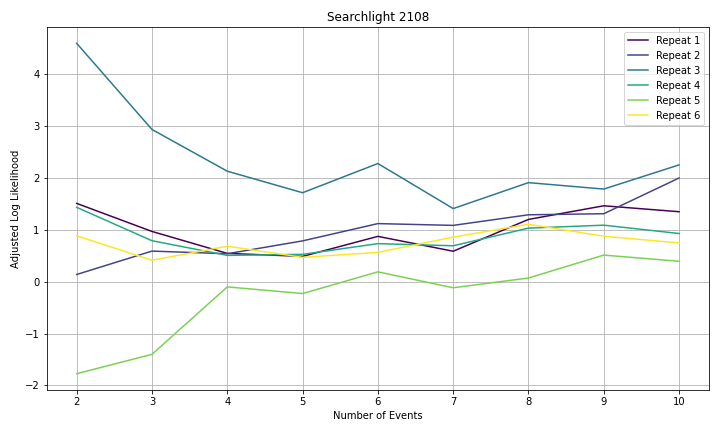 Searchlight 2108
Repeat 1
Repeat 2
Repeat 3
Repeat 4
Repeat 5
Repeat 6
Adjusted Log Likelihood
4
3
2
1
0
−1
−2
2 3 4 5 6 7 8 9 10
Number of Events